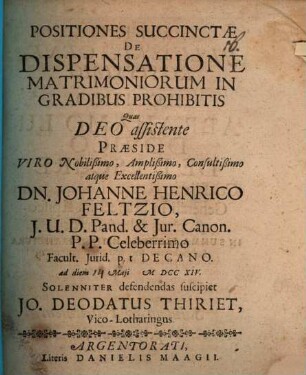 POSITIONES SUCCINCTÆ
DE
DISPENSATIONE
MATRIMONIORUM IN
GRADIBUS PROHIBITIS
Quas
DEO assistente
PRÆSIDE
VIRO Nobilissimo, Amplissimo, Consultissimo
atque Excellentissimo
DN. JOHANNE HENRICO
FELTZIO,
J. U. D. Pand. & Jur. Canon.
P. P. Celeberrimo
Facult. Jurid. p. t DECANO.
ad diem Maji M DCC XIV.
SOLENNITER defendendas suscipiet
JO. DEODATUS THIRIET,
Vico-Lotharingus.
ARGENTORATI,
Literis DANIELIS MAAGII.